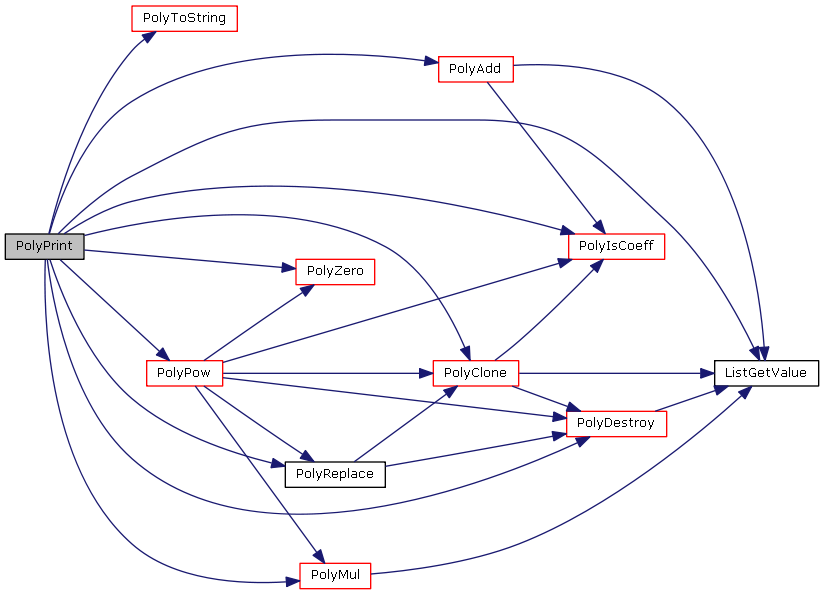 PolyToString
PolyAdd
PolyPrint
PolyIsCoeff
PolyZero
PolyPow
PolyClone
ListGetValue
PolyDestroy
PolyReplace
PolyMul